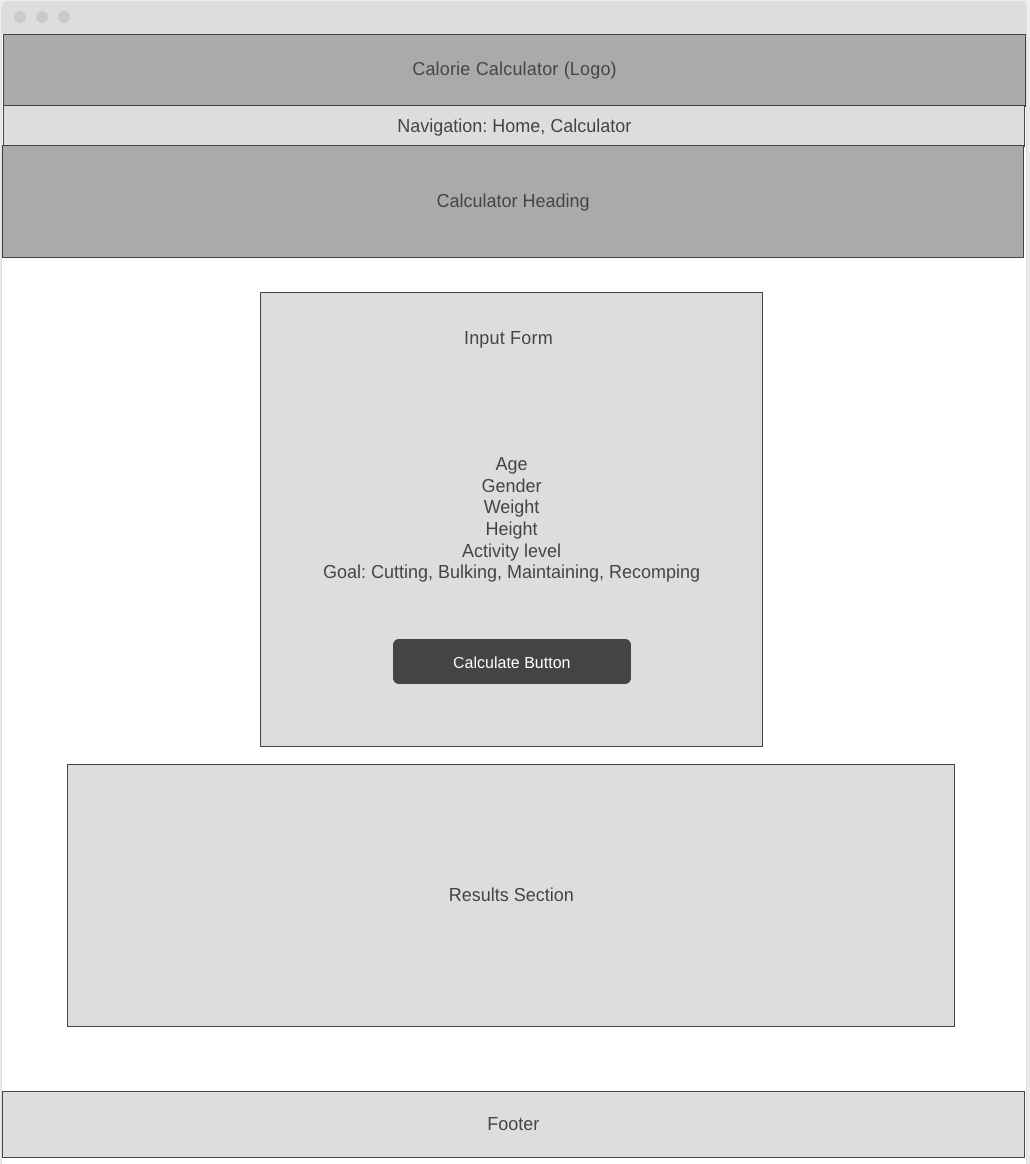 Calorie Calculator (Logo)
Navigation: Home, Calculator
Calculator Heading
Input Form
Age
Gender
Weight
Height
Activity level
Goal: Cutting, Bulking, Maintaining, Recomping
Calculate Button
Results Section
Footer